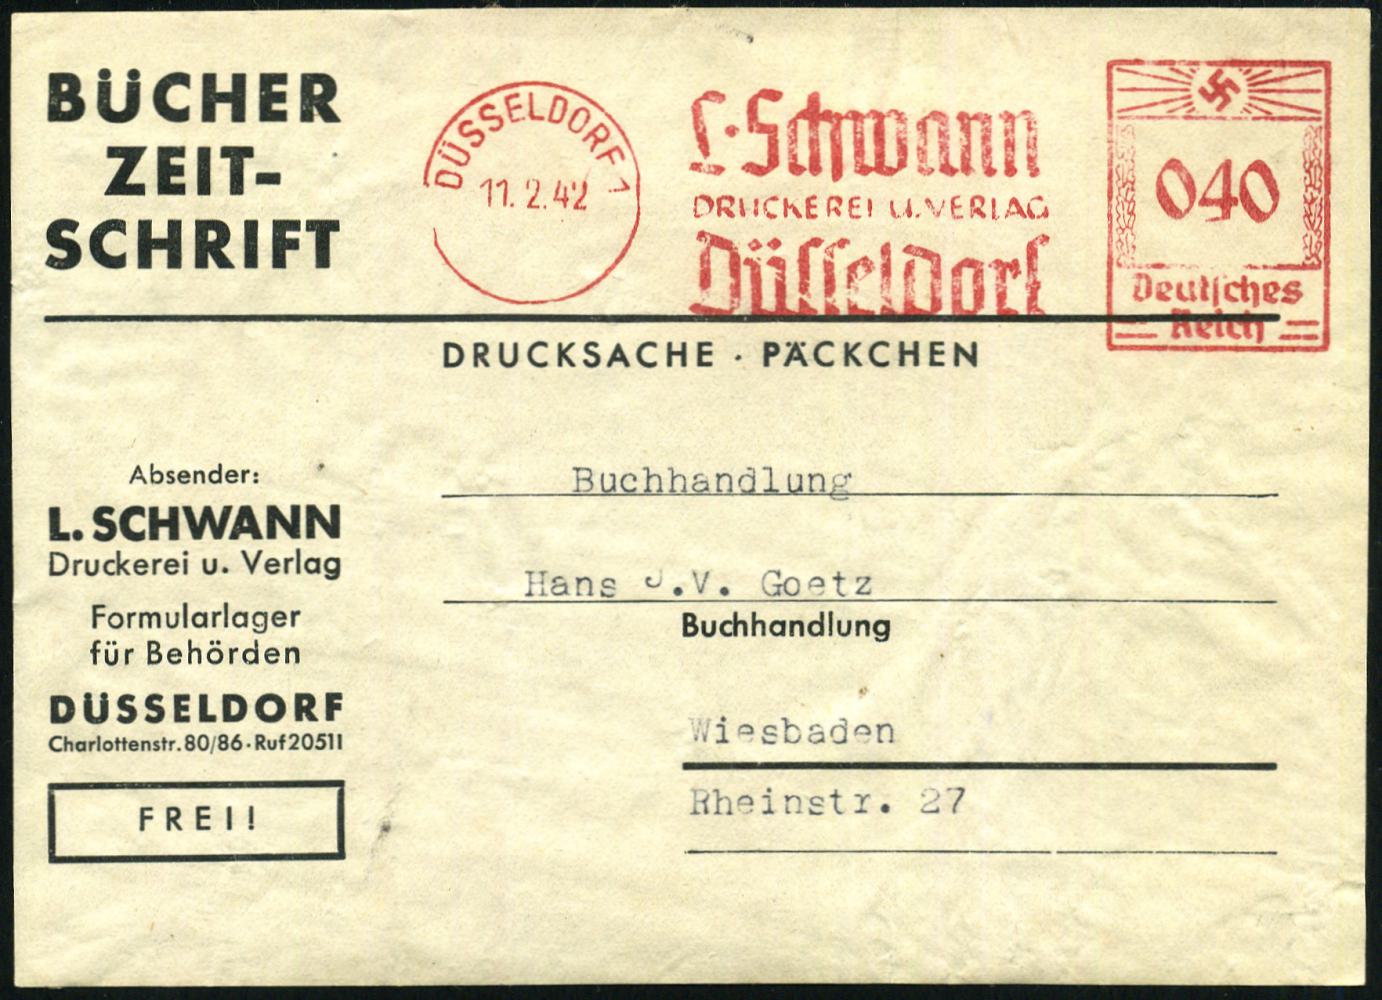 BÜCHER
ZEIT-
SCHRIFT
DÜSSELDORF 1
11.2.42
L. Schwann
DRUCKEREI U. VERLAG
Düsseldorf
040
Deutsches
Reich
DRUCKSACHE · PÄCKCHEN
Absender:
L. SCHWANN
Druckerei u. Verlag
Formularlager
für Behörden
DÜSSELDORF
Charlottenstr. 80/86 · Ruf 20511
FREI!
Buchhandlung
Hans J.V. Goetz
Buchhandlung
Wiesbaden
Rheinstr. 27